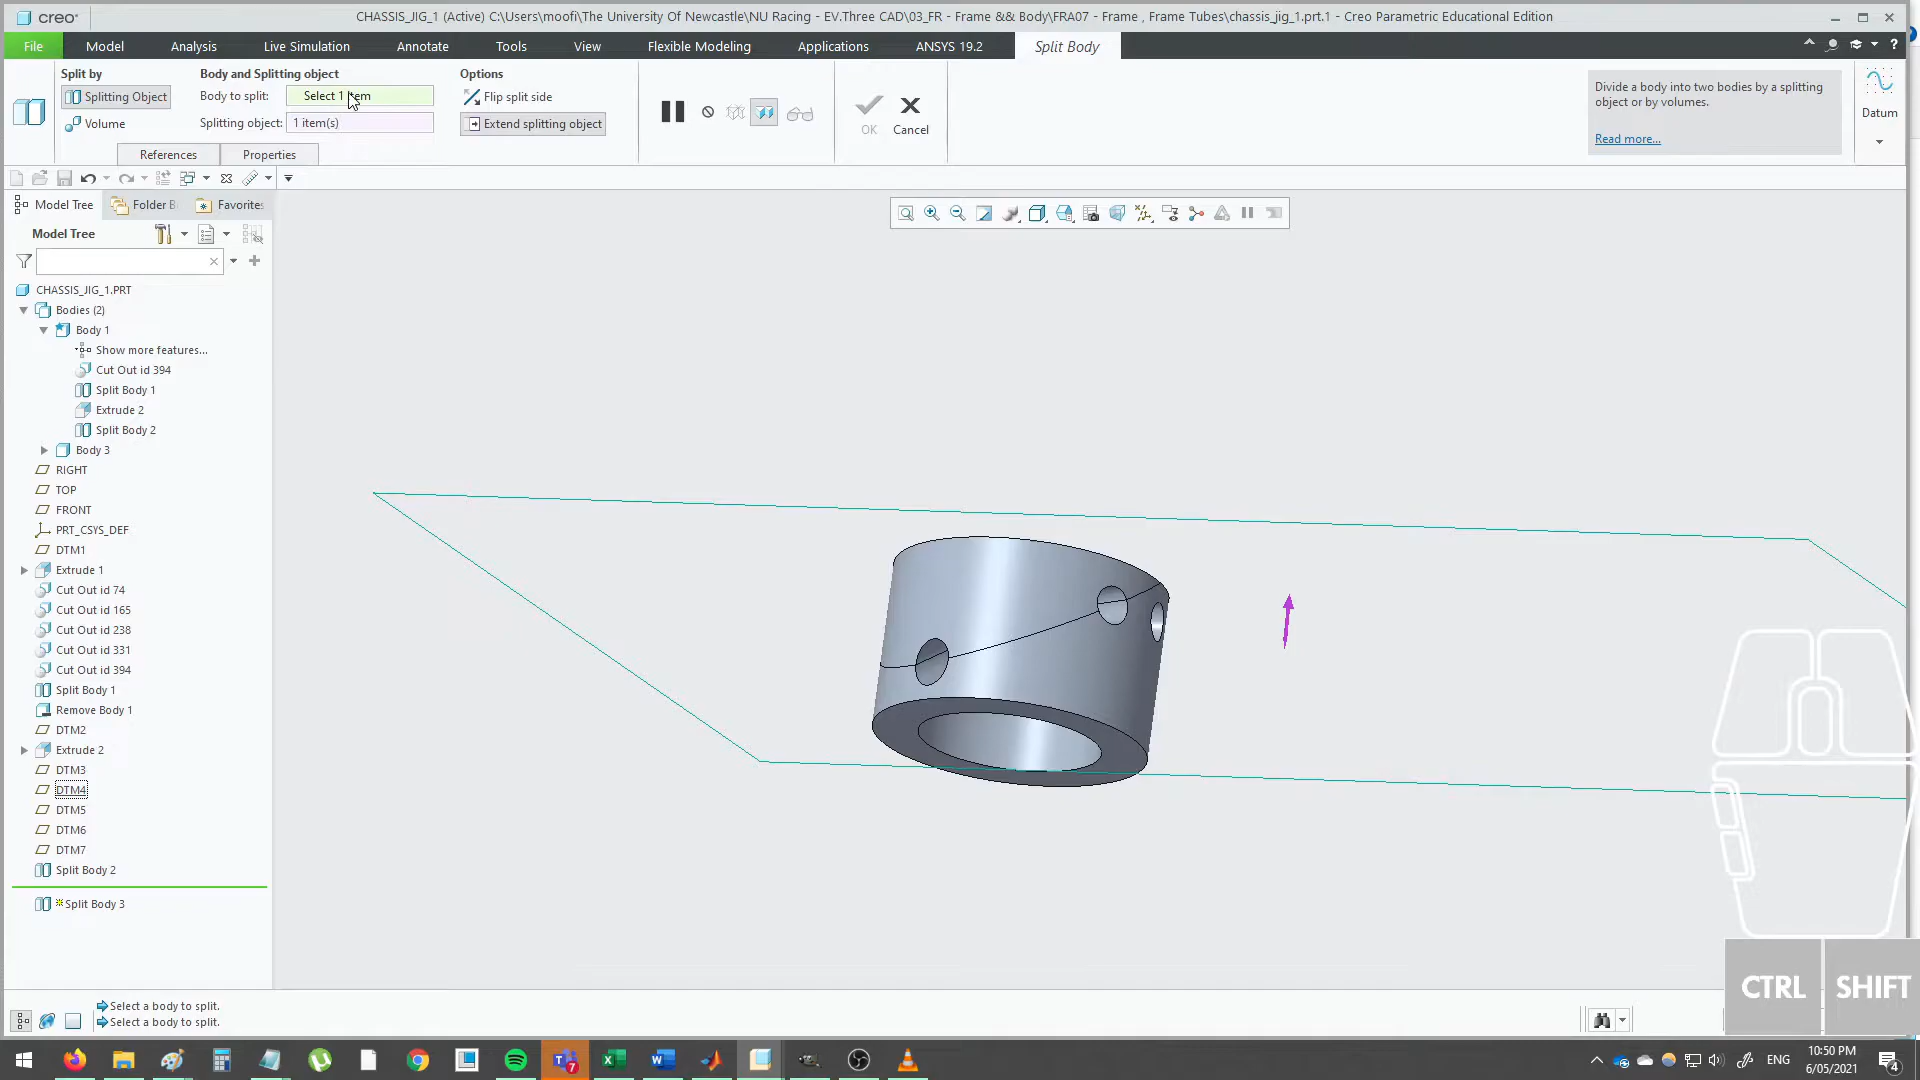 creo®
CHASSIS_JIG_1 (Active) C:\Users\moofi\The University Of Newcastle\NU Racing - EV.Three CAD\03_FR - Frame && Body\FRA07 - Frame , Frame Tubes\chassis_jig_1.prt.1 - Creo Parametric Educational Edition
File
Model
Analysis
Live Simulation
Annotate
Tools
View
Flexible Modeling
Applications
ANSYS 19.2
Split Body
Split by
Splitting Object
Volume
Body and Splitting object
Body to split:
Select 1 item
Splitting object:
1 item(s)
Options
Flip split side
Extend splitting object
OK
Cancel
Divide a body into two bodies by a splitting
object or by volumes.
Read more...
Datum
References
Properties
Model Tree
Folder B
Favorites
Model Tree
CHASSIS_JIG_1.PRT
Bodies (2)
Body 1
Show more features...
Cut Out id 394
Split Body 1
Extrude 2
Split Body 2
Body 3
RIGHT
TOP
FRONT
PRT_CSYS_DEF
DTM1
Extrude 1
Cut Out id 74
Cut Out id 165
Cut Out id 238
Cut Out id 331
Cut Out id 394
Split Body 1
Remove Body 1
DTM2
Extrude 2
DTM3
DTM4
DTM5
DTM6
DTM7
Split Body 2
Split Body 3
CTRL
SHIFT
Select a body to split.
Select a body to split.
7
ENG
10:50 PM
6/05/2021
4